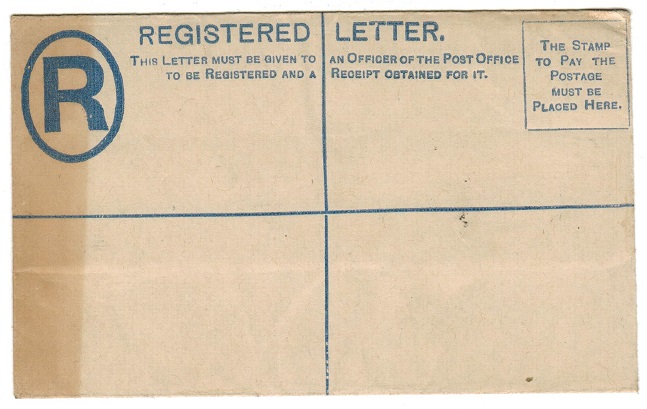 R
REGISTERED LETTER.
THIS LETTER MUST BE GIVEN TO AN OFFICER OF THE POST OFFICE
TO BE REGISTERED AND A RECEIPT OBTAINED FOR IT.
THE STAMP
TO PAY THE
POSTAGE
MUST BE
PLACED HERE.